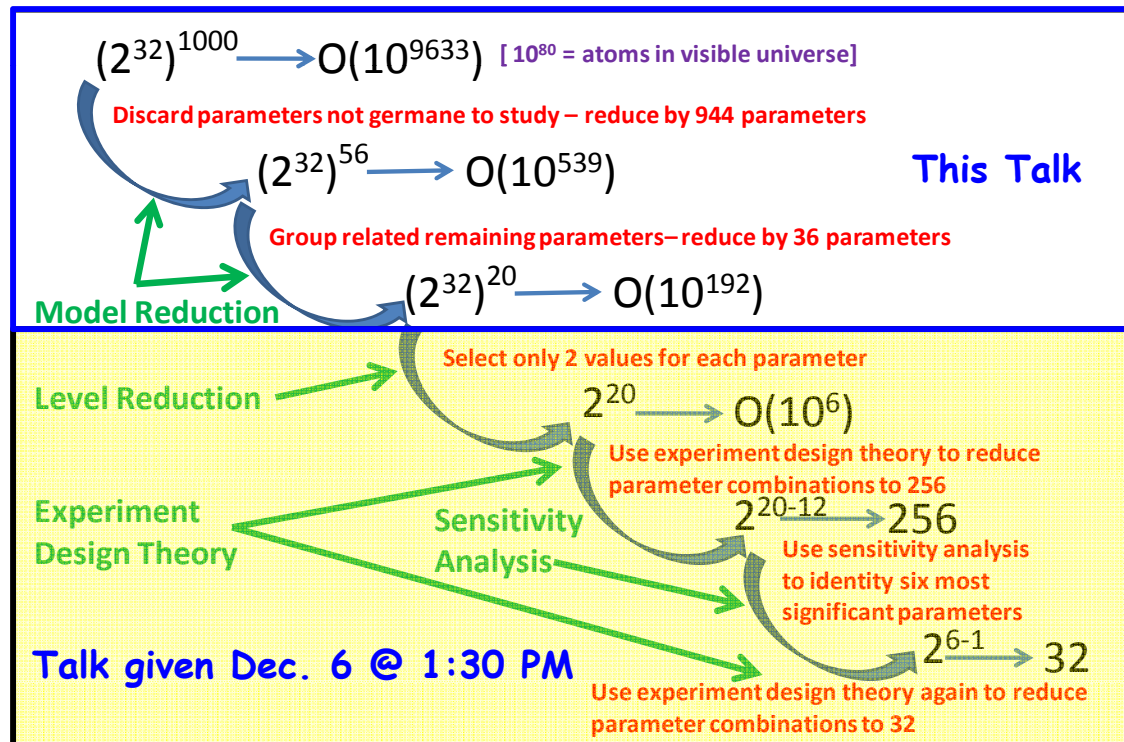 (2^32)^1000 → O(10^9633) [ 10^80 = atoms in visible universe]
Discard parameters not germane to study – reduce by 944 parameters
(2^32)^56 → O(10^539)
This Talk
Group related remaining parameters– reduce by 36 parameters
(2^32)^20 → O(10^192)
Model Reduction
Select only 2 values for each parameter
Level Reduction
2^20 → O(10^6)
Use experiment design theory to reduce
parameter combinations to 256
Experiment
Design Theory
Sensitivity
Analysis
2^20-12 → 256
Use sensitivity analysis
to identity six most
significant parameters
2^6-1 → 32
Talk given Dec. 6 @ 1:30 PM
Use experiment design theory again to reduce
parameter combinations to 32